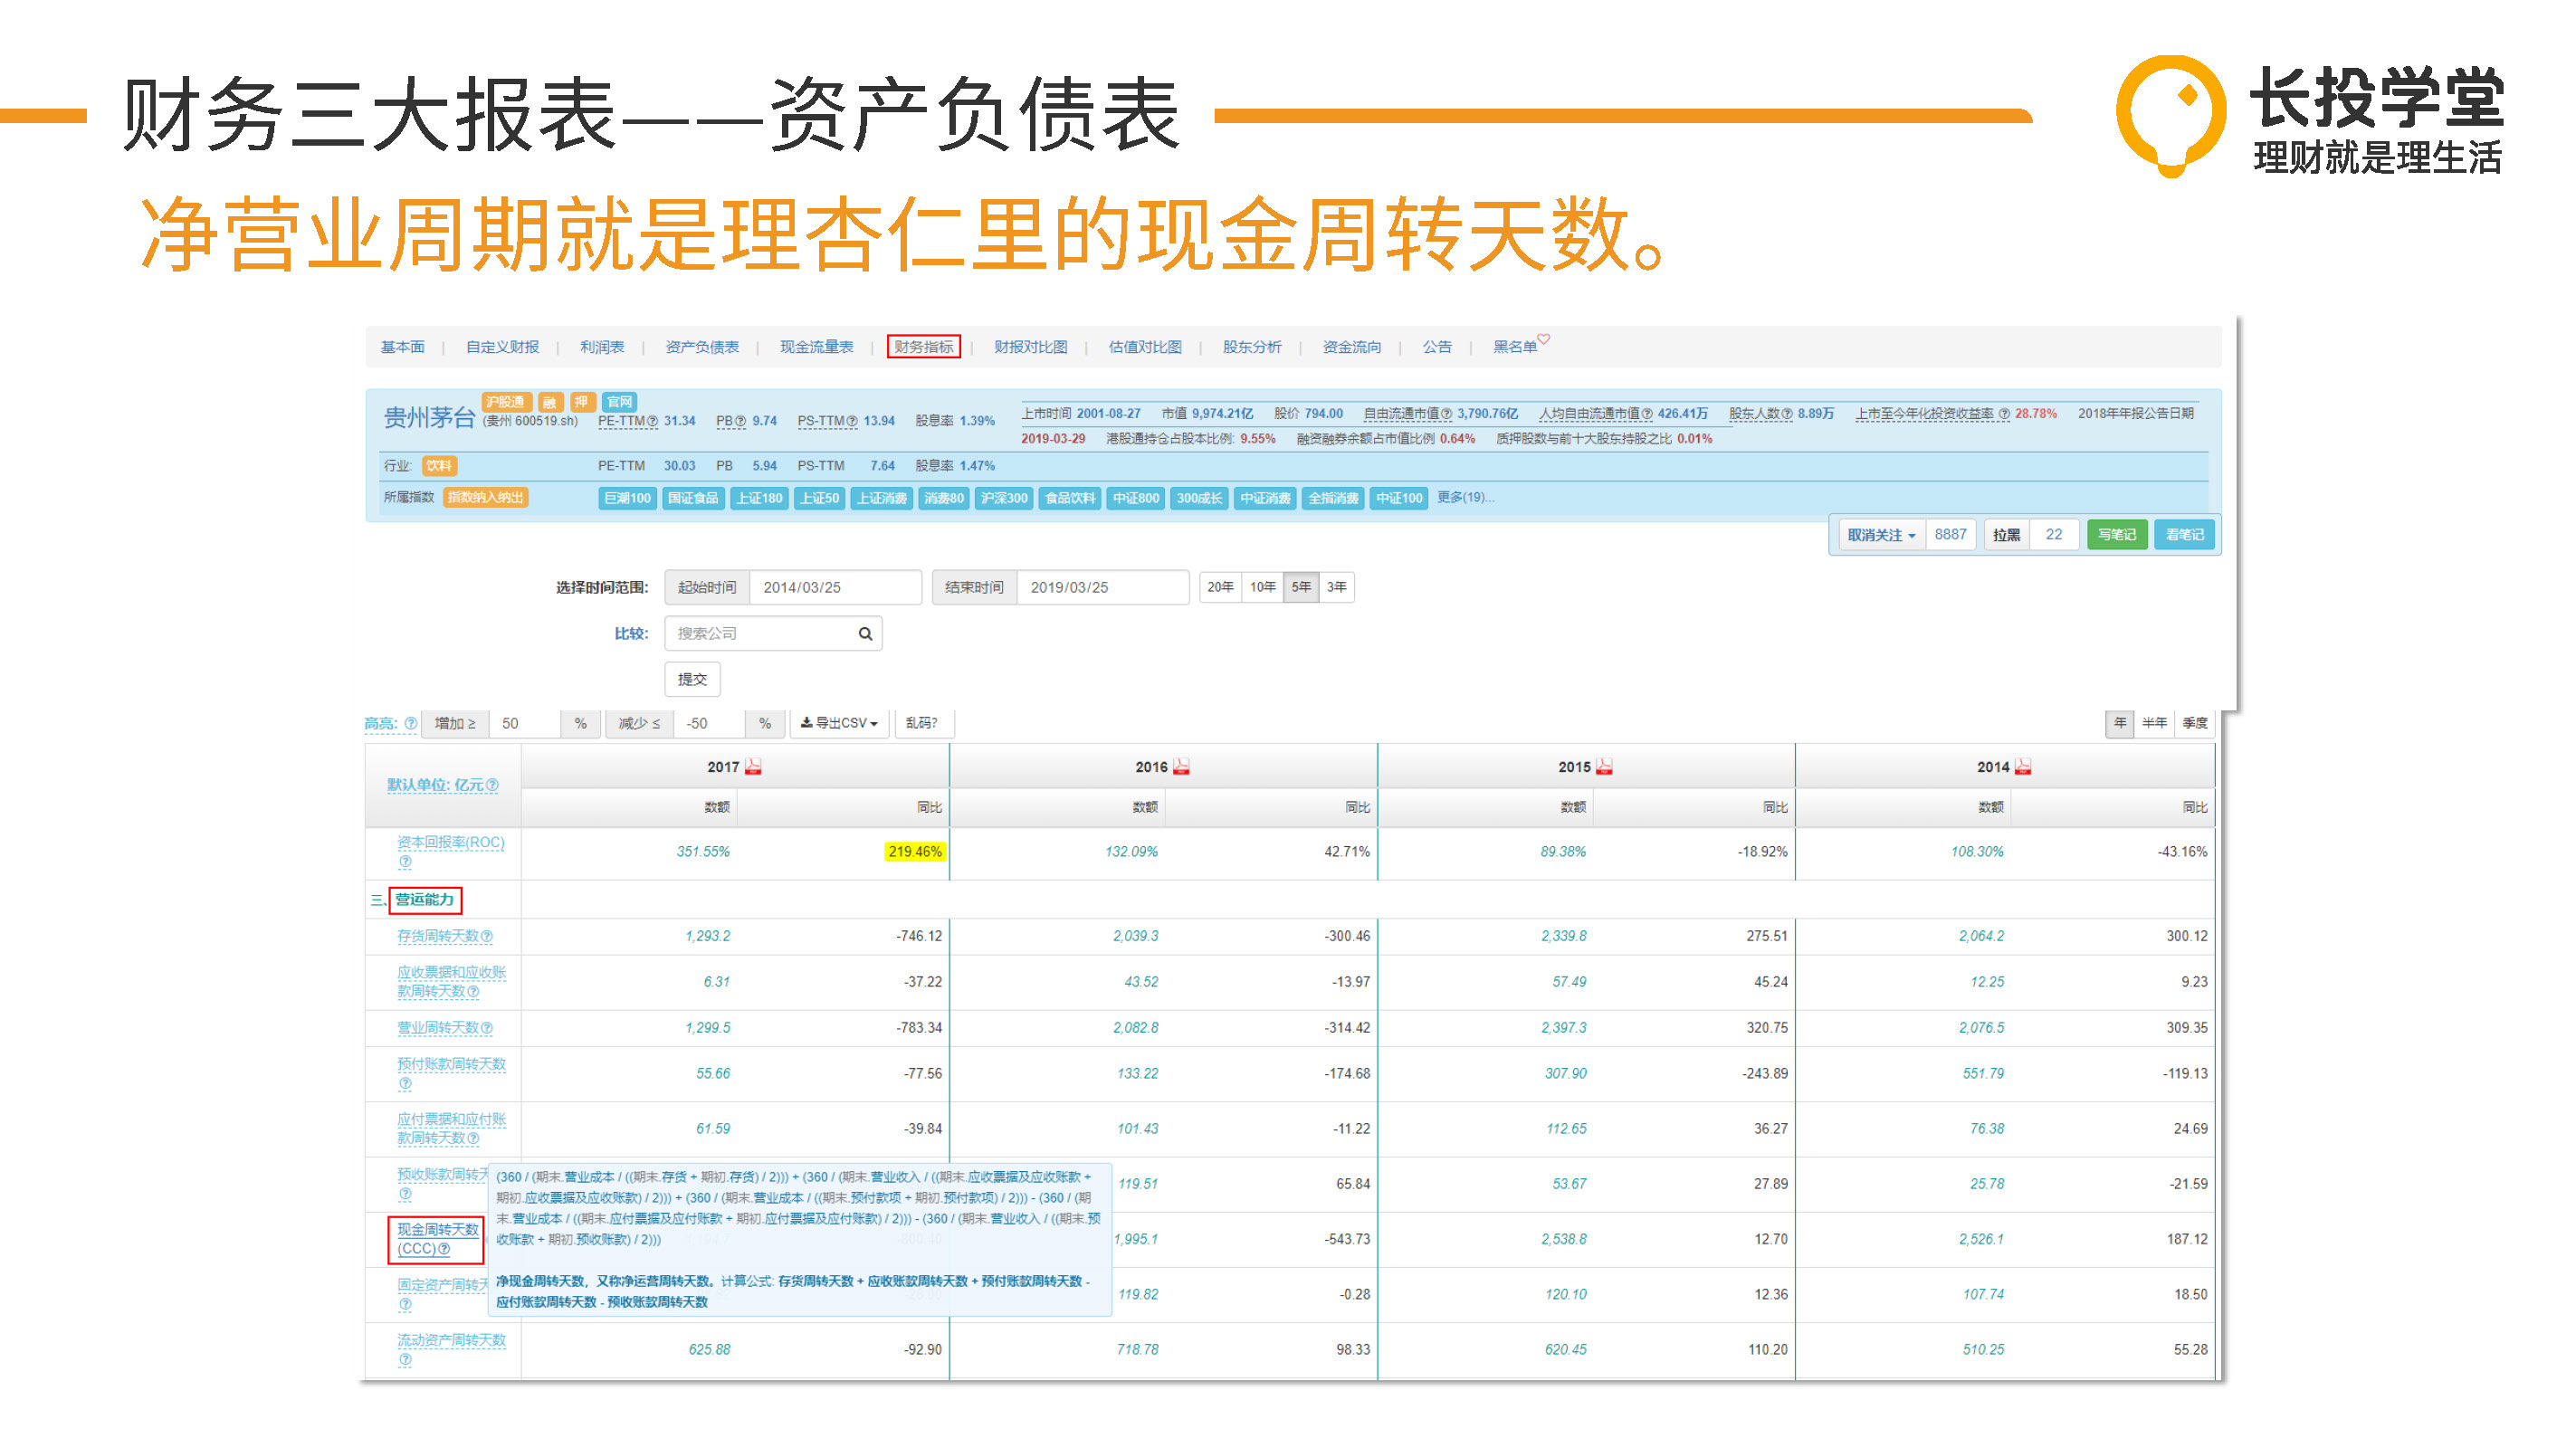 财务三大报表——资产负债表
长投学堂
理财就是理生活
净营业周期就是理杏仁里的现金周转天数。
基本面 | 自定义财报 | 利润表 | 资产负债表 | 现金流量表 | 财务指标 | 财报对比图 | 估值对比图 | 股东分析 | 资金流向 | 公告 | 黑名单
贵州茅台 沪股通 融 押 官网
(贵州 600519.sh) PE-TTM 31.34 PB 9.74 PS-TTM 13.94 股息率 1.39%
上市时间 2001-08-27 市值 9,974.21亿 股价 794.00 自由流通市值 3,790.76亿 人均自由流通市值 426.41万 股东人数 8.89万 上市至今年化投资收益率 28.78% 2018年年报公告日期
2019-03-29 港股通持仓占股本比例: 9.55% 融资融券余额占市值比例 0.64% 质押股数与前十大股东持股之比 0.01%
行业: 饮料 PE-TTM 30.03 PB 5.94 PS-TTM 7.64 股息率 1.47%
所属指数 指数纳入纳出 巨潮100 国证食品 上证180 上证50 上证消费 消费80 沪深300 食品饮料 中证800 300成长 中证消费 全指消费 中证100 更多(19)...
取消关注 8887 拉黑 22 写笔记 看笔记
选择时间范围: 起始时间 2014/03/25 结束时间 2019/03/25 20年 10年 5年 3年
比较: 搜索公司
提交
高亮: 增加 ≥ 50 % 减少 ≤ -50 % 导出CSV 乱码? 年 半年 季度
默认单位: 亿元 2017 2016 2015 2014
数额 同比 数额 同比 数额 同比 数额 同比
资本回报率(ROC) 351.55% 219.46% 132.09% 42.71% 89.38% -18.92% 108.30% -43.16%
三、营运能力
存货周转天数 1,293.2 -746.12 2,039.3 -300.46 2,339.8 275.51 2,064.2 300.12
应收票据和应收账
款周转天数 6.31 -37.22 43.52 -13.97 57.49 45.24 12.25 9.23
营业周转天数 1,299.5 -783.34 2,082.8 -314.42 2,397.3 320.75 2,076.5 309.35
预付账款周转天数 55.66 -77.56 133.22 -174.68 307.90 -243.89 551.79 -119.13
应付票据和应付账
款周转天数 61.59 -39.84 101.43 -11.22 112.65 36.27 76.38 24.69
预收账款周转天 119.51 65.84 53.67 27.89 25.78 -21.59
现金周转天数
(CCC) 1,995.1 -543.73 2,538.8 12.70 2,526.1 187.12
(360 / (期末.营业成本 / ((期末.存货 + 期初.存货) / 2))) + (360 / (期末.营业收入 / ((期末.应收票据及应收账款 +
期初.应收票据及应收账款) / 2))) + (360 / (期末.营业成本 / ((期末.预付款项 + 期初.预付款项) / 2))) - (360 / (期
末.营业成本 / ((期末.应付票据及应付账款 + 期初.应付票据及应付账款) / 2))) - (360 / (期末.营业收入 / ((期末.预
收账款 + 期初.预收账款) / 2)))
净现金周转天数，又称净运营周转天数。计算公式: 存货周转天数 + 应收账款周转天数 + 预付账款周转天数 -
应付账款周转天数 - 预收账款周转天数
固定资产周转天 119.82 -0.28 120.10 12.36 107.74 18.50
流动资产周转天数 625.88 -92.90 718.78 98.33 620.45 110.20 510.25 55.28